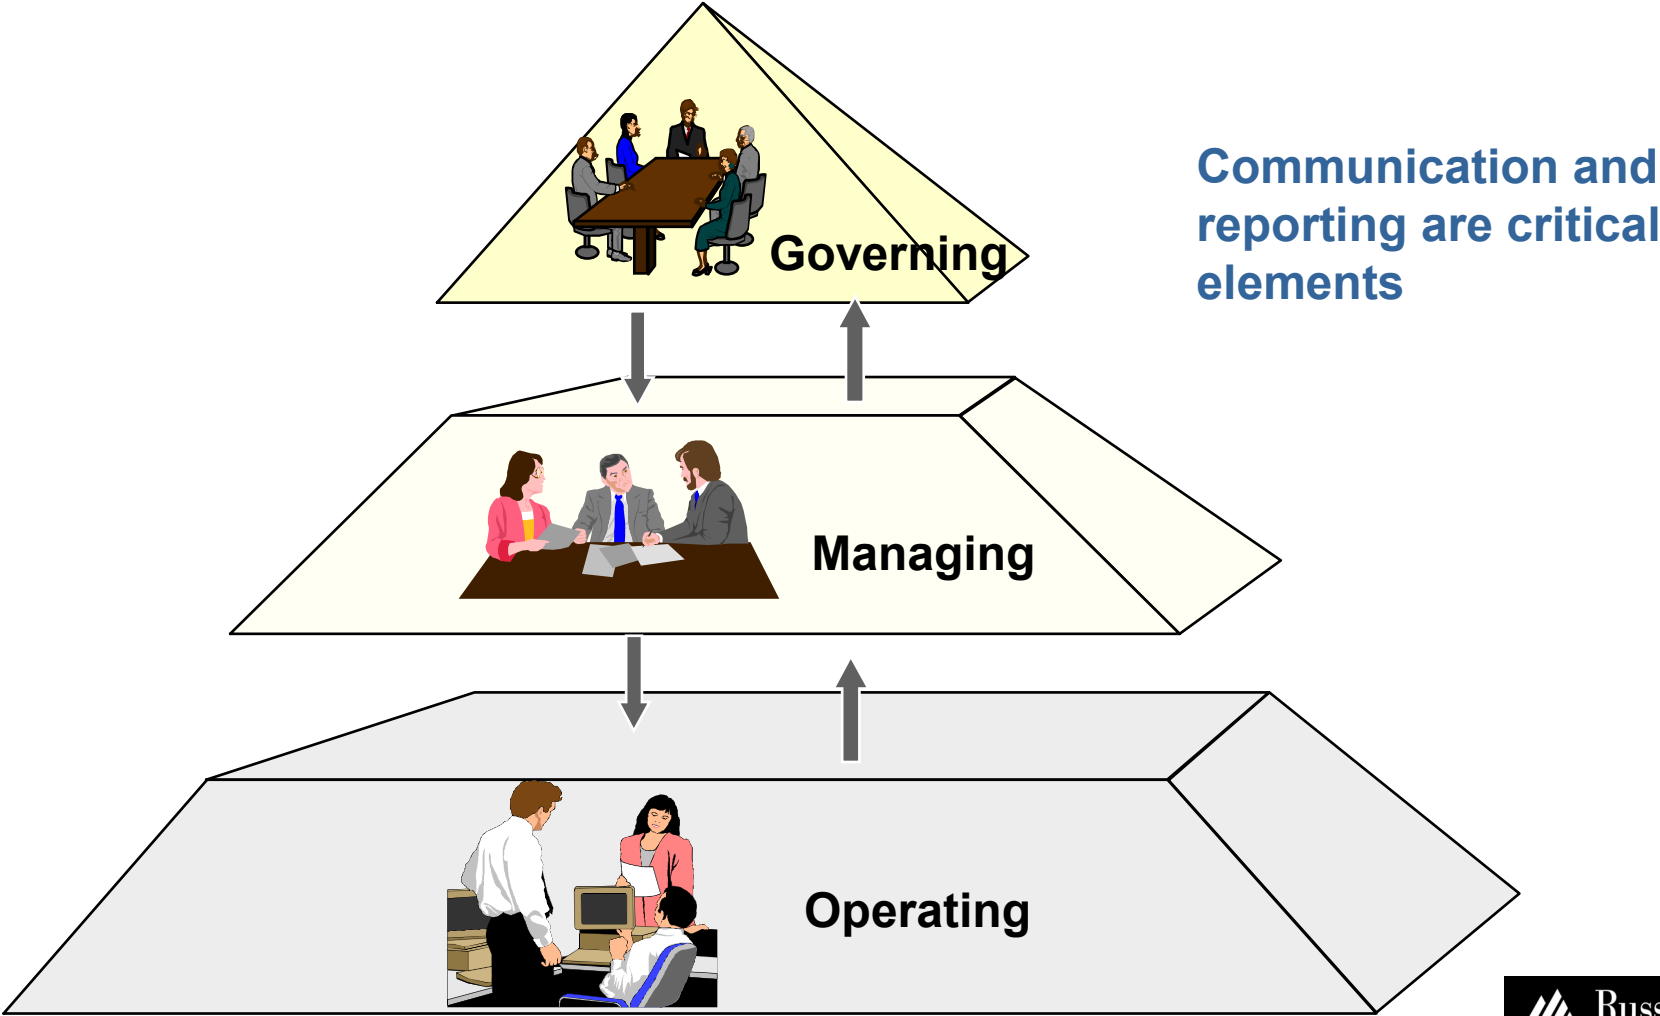 Governing
Communication and
reporting are critical
elements
Managing
Operating